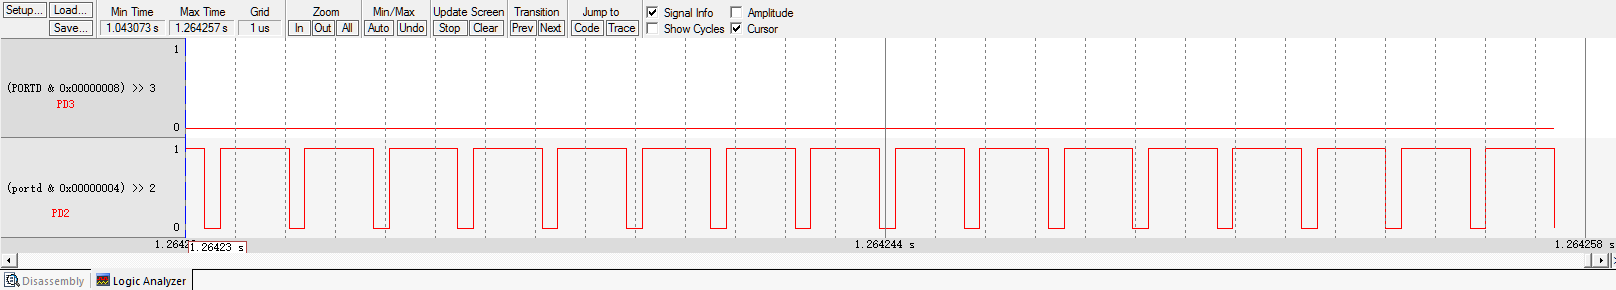 Setup... Load... Min Time Max Time Grid Zoom Min/Max Update Screen Transition Jump to Signal Info Amplitude
Save... 1.043073 s 1.264257 s 1 us In Out All Auto Undo Stop Clear Prev Next Code Trace Show Cycles Cursor
1
(PORTD & 0x00000008) >> 3
PD3
0
1
(portd & 0x00000004) >> 2
PD2
0
1.26423 s 1.264244 s 1.264258 s
Disassembly Logic Analyzer